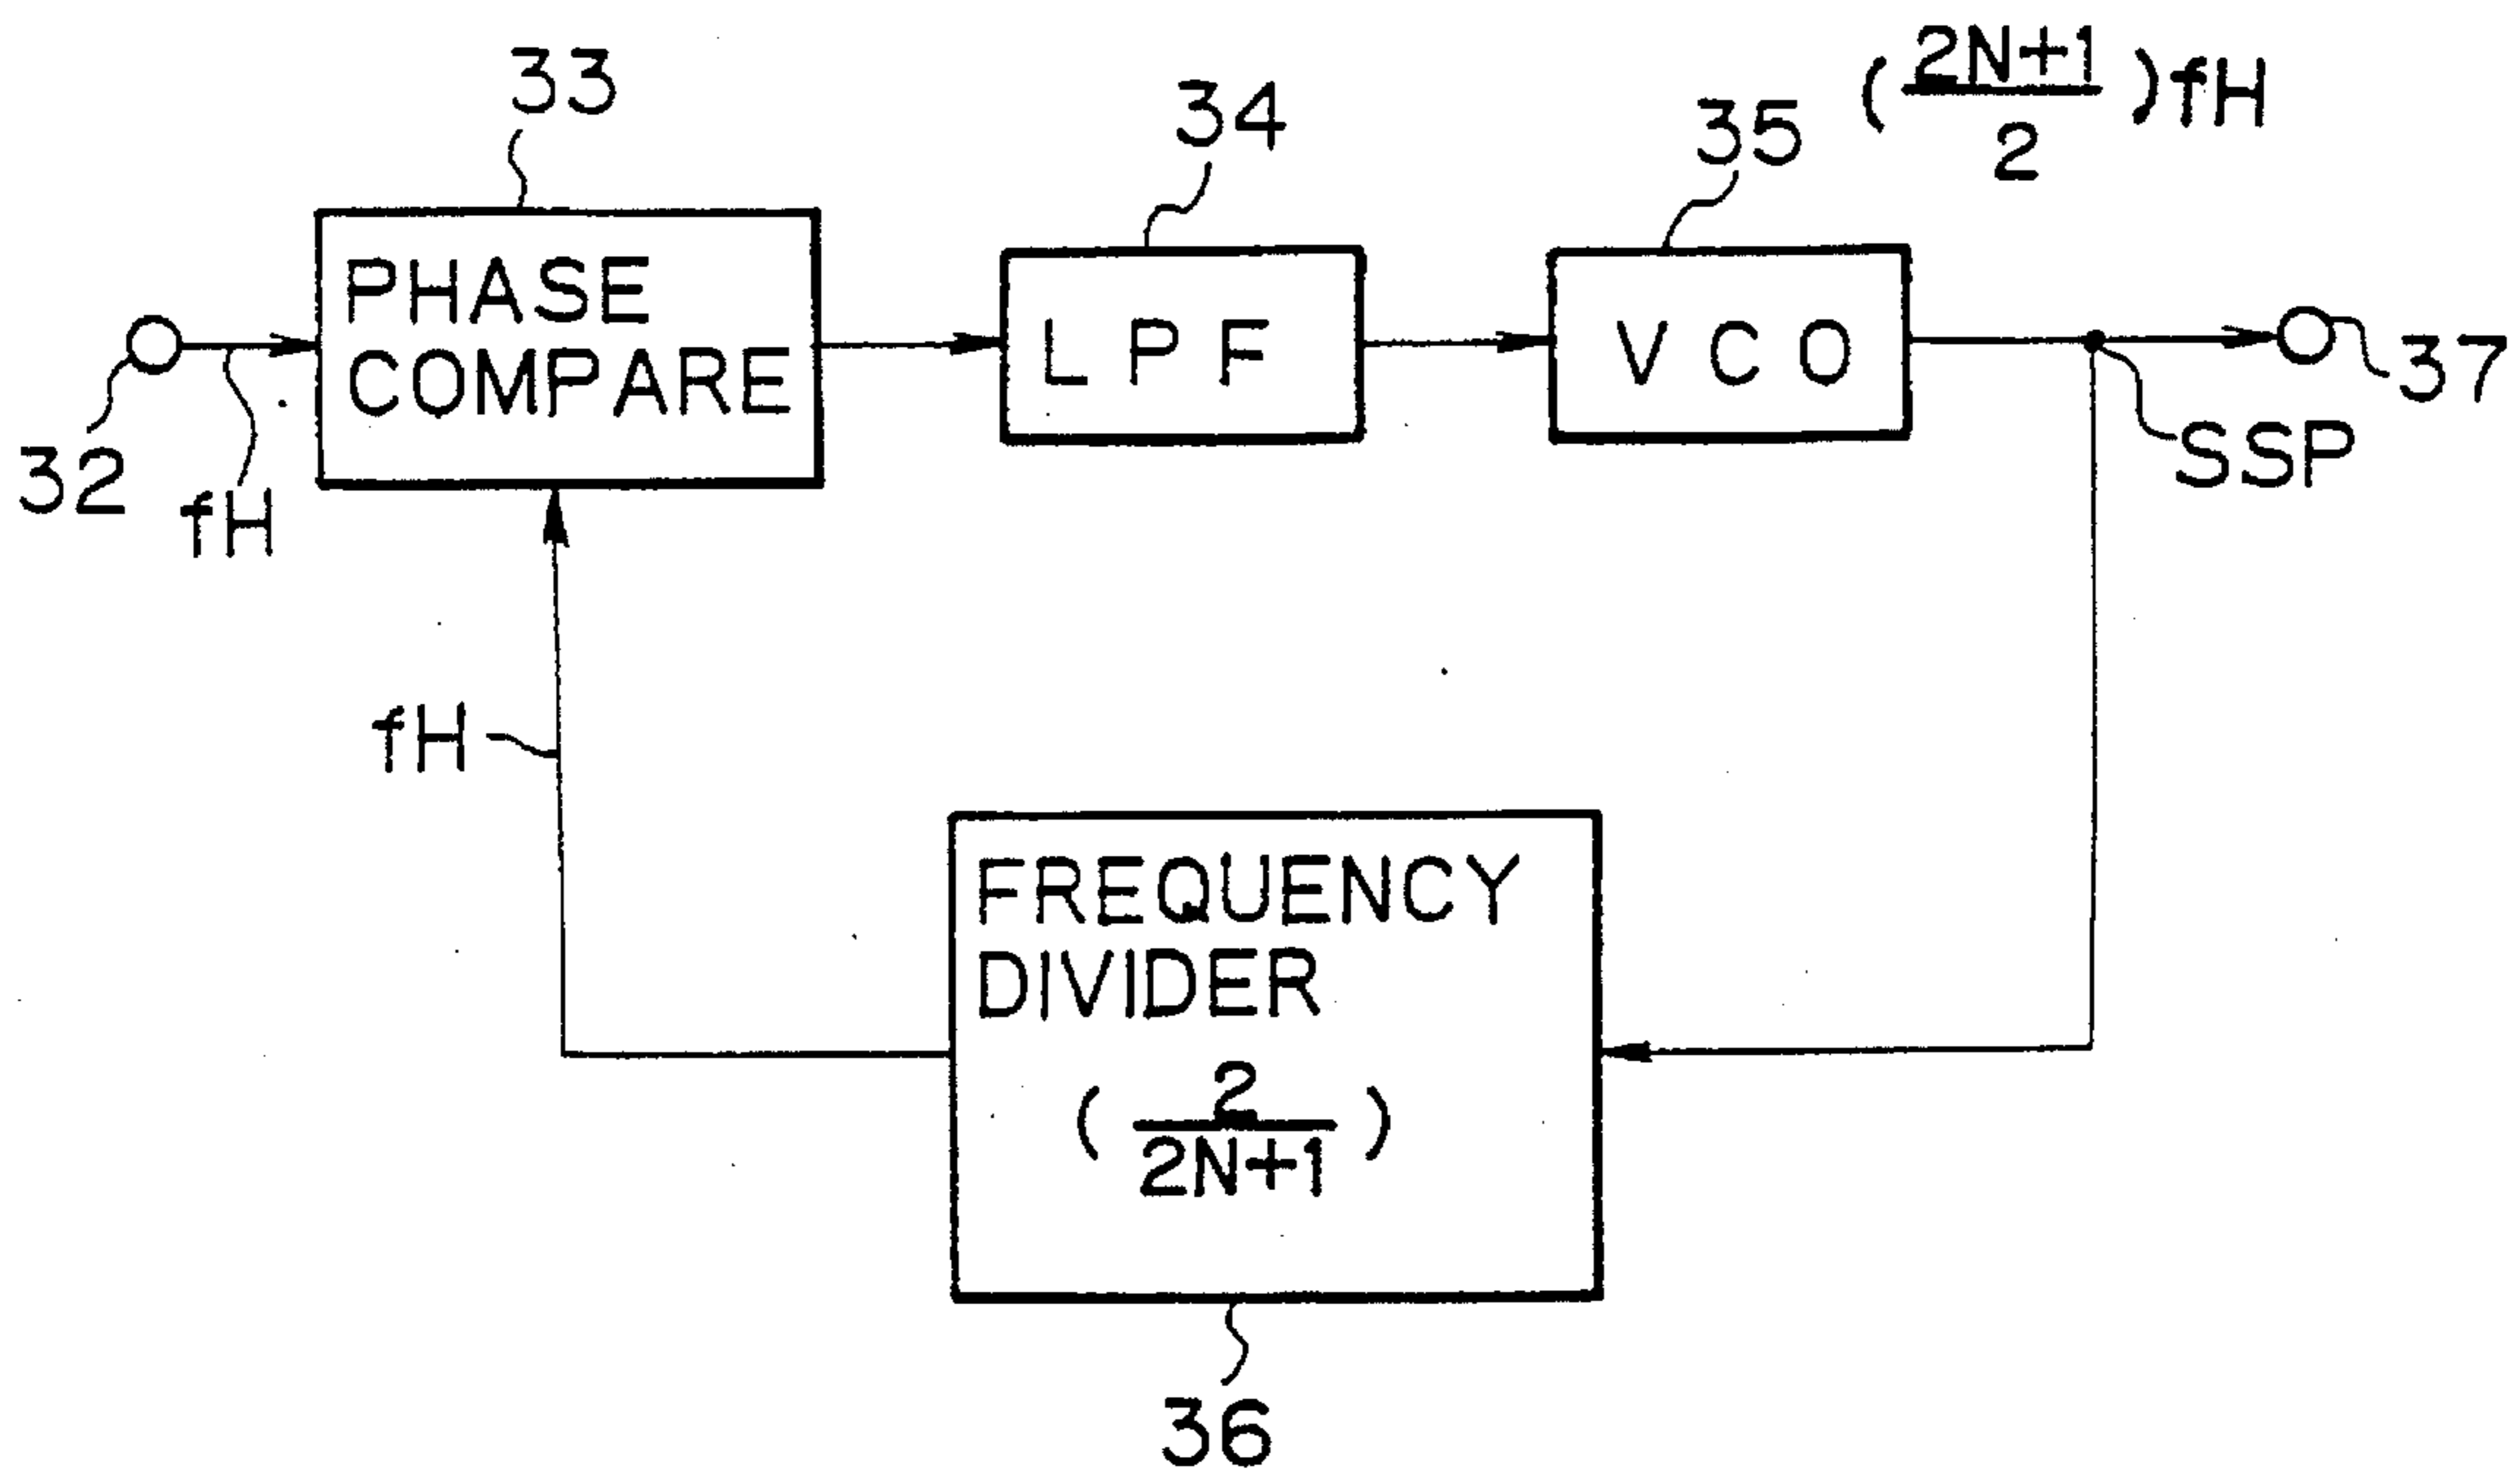 33
34
35
(2N+1/2)fH
PHASE
COMPARE
LPF
VCO
32
fH
37
SSP
fH
FREQUENCY
DIVIDER
(2/2N+1)
36